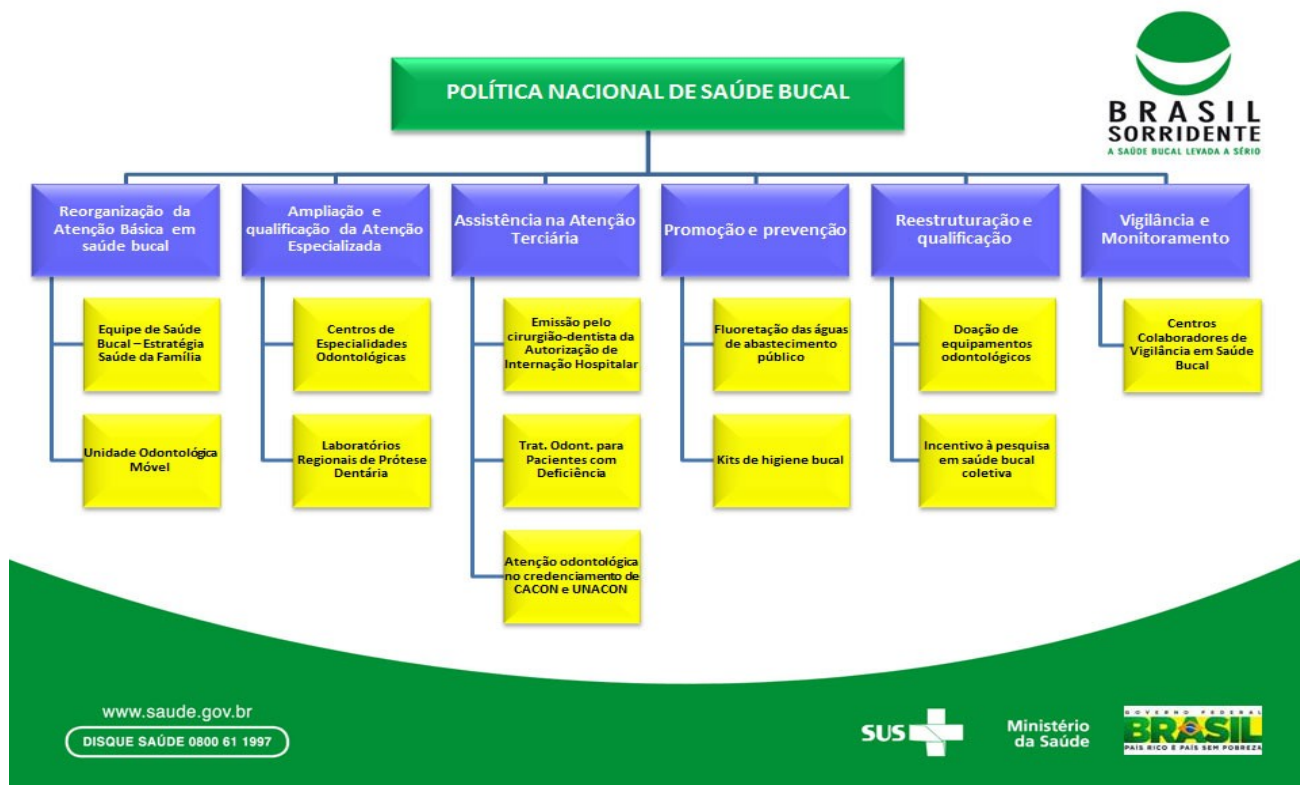 POLÍTICA NACIONAL DE SAÚDE BUCAL
BRASIL
SORRIDENTE
A SAÚDE BUCAL LEVADA A SÉRIO
Reorganização da
Atenção Básica em
saúde bucal
Equipe de Saúde
Bucal – Estratégia
Saúde da Família
Unidade Odontológica
Móvel
Ampliação e
qualificação da Atenção
Especializada
Centros de
Especialidades
Odontológicas
Laboratórios
Regionais de Prótese
Dentária
Assistência na Atenção
Terciária
Emissão pelo
cirurgião-dentista da
Autorização de
Internação Hospitalar
Trat. Odont. para
Pacientes com
Deficiência
Atenção odontológica
no credenciamento de
CACON e UNACON
Promoção e prevenção
Fluoretação das águas
de abastecimento
público
Kits de higiene bucal
Reestruturação e
qualificação
Doação de
equipamentos
odontológicos
Incentivo à pesquisa
em saúde bucal
coletiva
Vigilância e
Monitoramento
Centros
Colaboradores de
Vigilância em Saúde
Bucal
www.saude.gov.br
DISQUE SAÚDE 0800 61 1997
SUS
Ministério
da Saúde
GOVERNO FEDERAL
BRASIL
PAÍS RICO É PAÍS SEM POBREZA